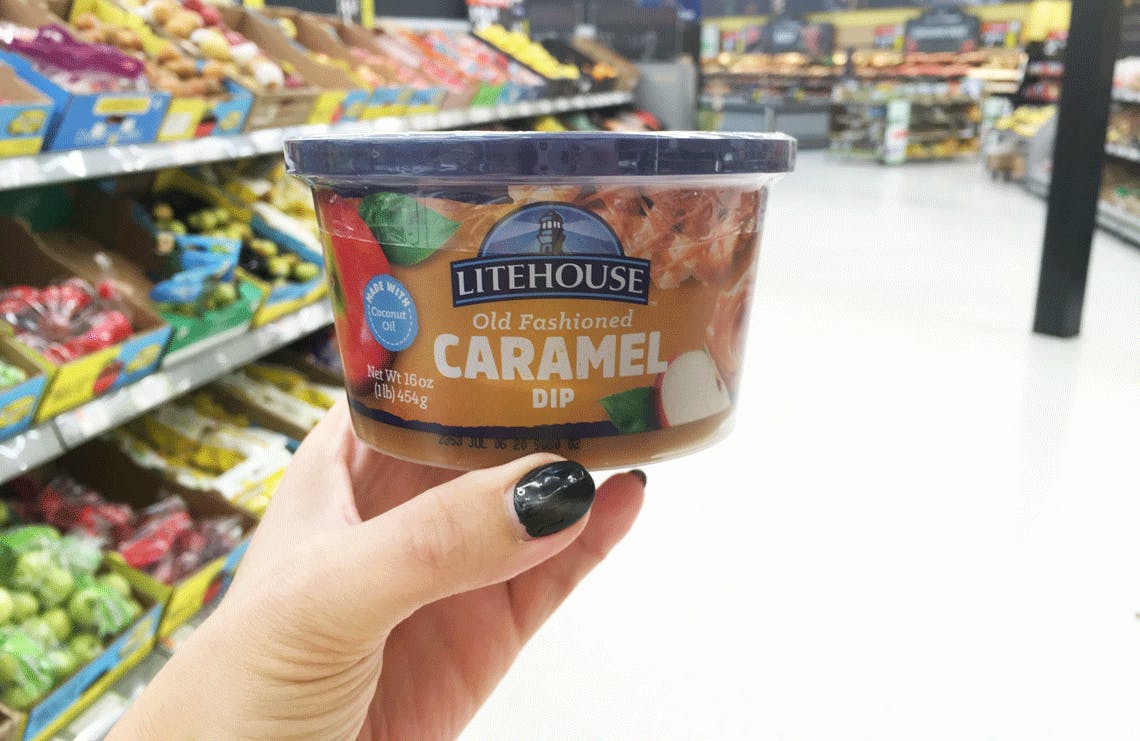 LITEHOUSE
MADE WITH
Coconut
Oil
Old Fashioned
CARAMEL
DIP
Net Wt 16oz
(1lb) 454g